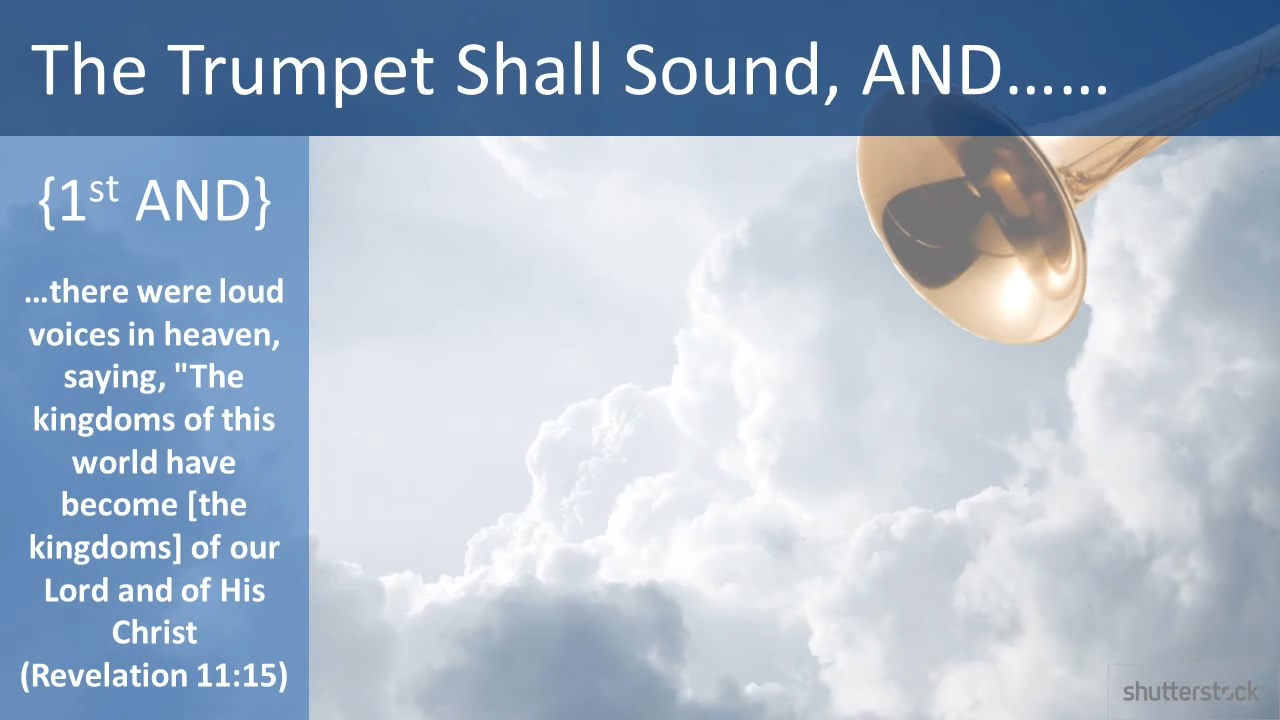 The Trumpet Shall Sound, AND……
{1st AND}
…there were loud
voices in heaven,
saying, "The
kingdoms of this
world have
become [the
kingdoms] of our
Lord and of His
Christ
(Revelation 11:15)
shutterstock